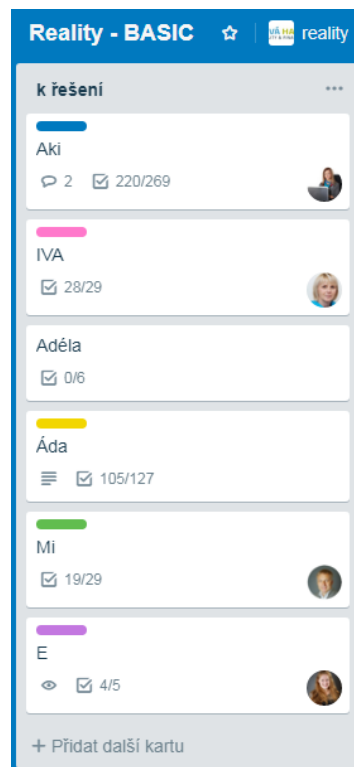 Reality - BASIC reality
k řešení
Aki
2 220/269
IVA
28/29
Adéla
0/6
Áda
105/127
Mi
19/29
E
4/5
+ Přidat další kartu